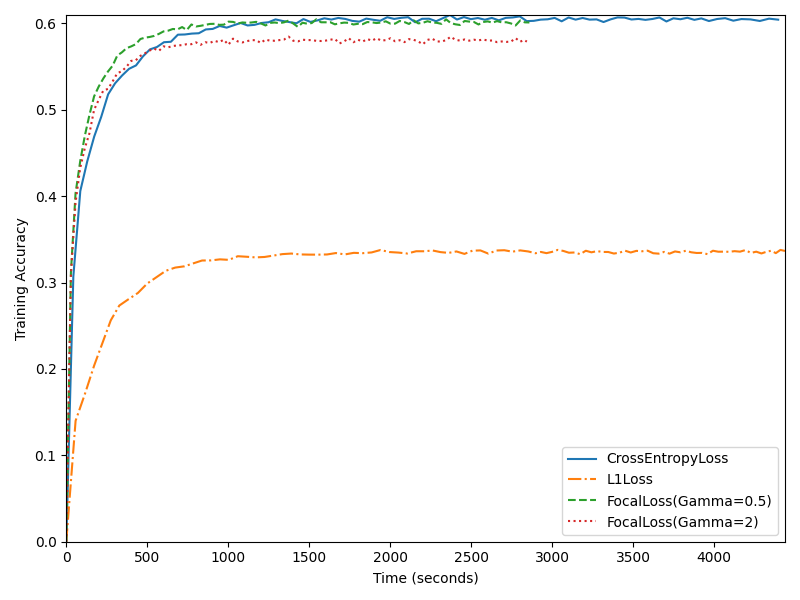 0.6
0.5
0.4
0.3
0.2
0.1
0.0
Training Accuracy
CrossEntropyLoss
L1Loss
FocalLoss(Gamma=0.5)
FocalLoss(Gamma=2)
0
500
1000
1500
2000
2500
3000
3500
4000
Time (seconds)